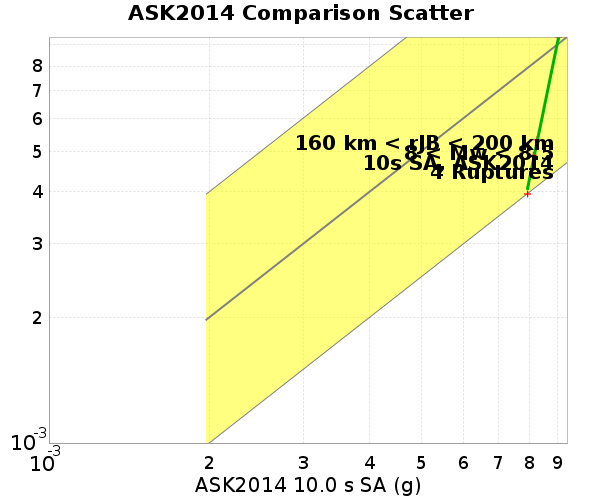 ASK2014 Comparison Scatter
8
7
6
5
4
3
2
10-3
160 km < rJB < 200 km
8 < Mw < 8.5
10s SA, ASK2014
4 Ruptures
10-3 2 3 4 5 6 7 8 9
ASK2014 10.0 s SA (g)